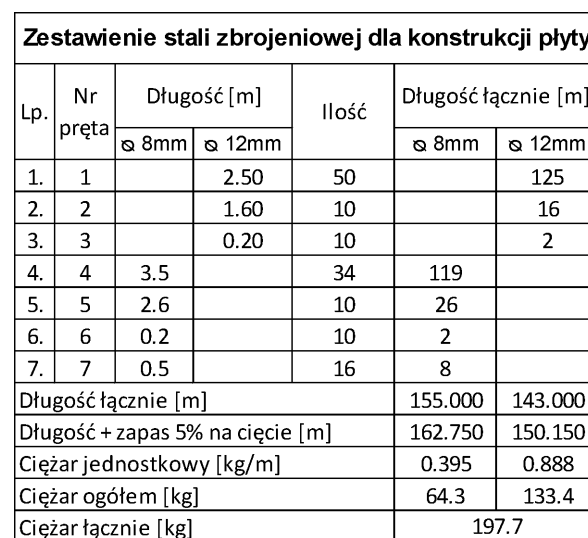 Zestawienie stali zbrojeniowej dla konstrukcji płyty
Lp. Nr pręta Długość [m] Ilość Długość łącznie [m]
⌀ 8mm ⌀ 12mm ⌀ 8mm ⌀ 12mm
1. 1 2.50 50 125
2. 2 1.60 10 16
3. 3 0.20 10 2
4. 4 3.5 34 119
5. 5 2.6 10 26
6. 6 0.2 10 2
7. 7 0.5 16 8
Długość łącznie [m] 155.000 143.000
Długość + zapas 5% na cięcie [m] 162.750 150.150
Ciężar jednostkowy [kg/m] 0.395 0.888
Ciężar ogółem [kg] 64.3 133.4
Ciężar łącznie [kg] 197.7